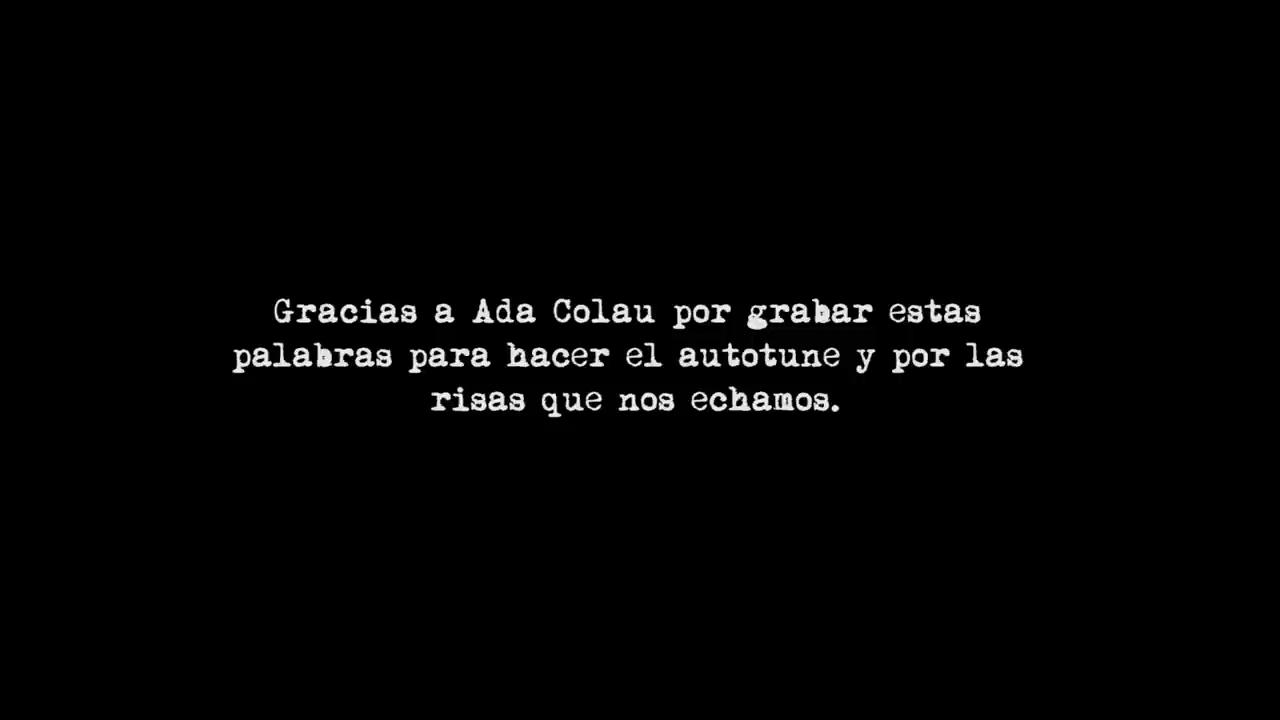 Gracias a Ada Colau por grabar estas
palabras para hacer el autotune y por las
risas que nos echamos.